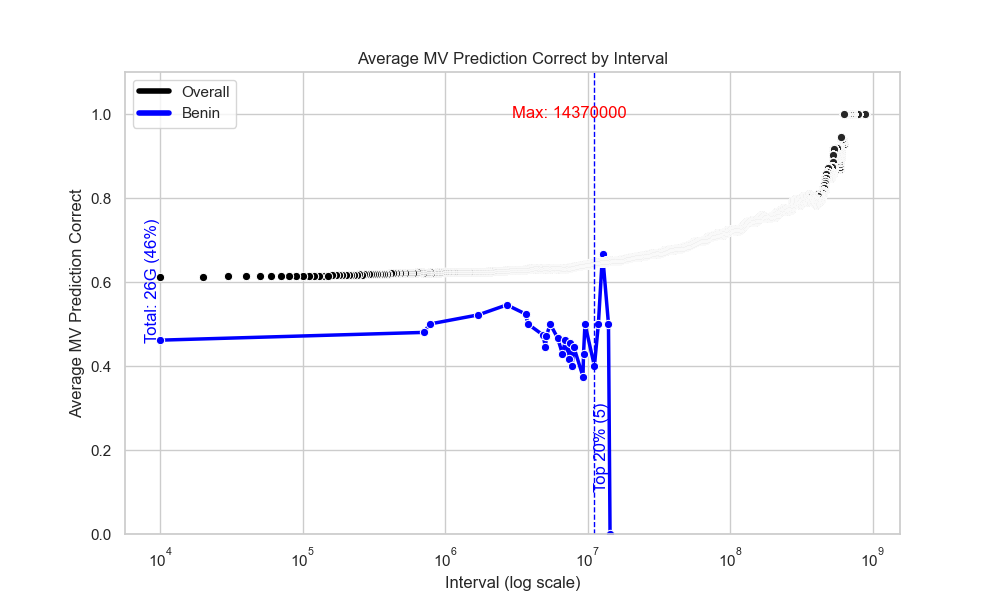 Average MV Prediction Correct by Interval
Overall
Benin
Max: 14370000
Total: 26G (46%)
Top 20% (5)
Average MV Prediction Correct
1.0
0.8
0.6
0.4
0.2
0.0
10^4
10^5
10^6
10^7
10^8
10^9
Interval (log scale)